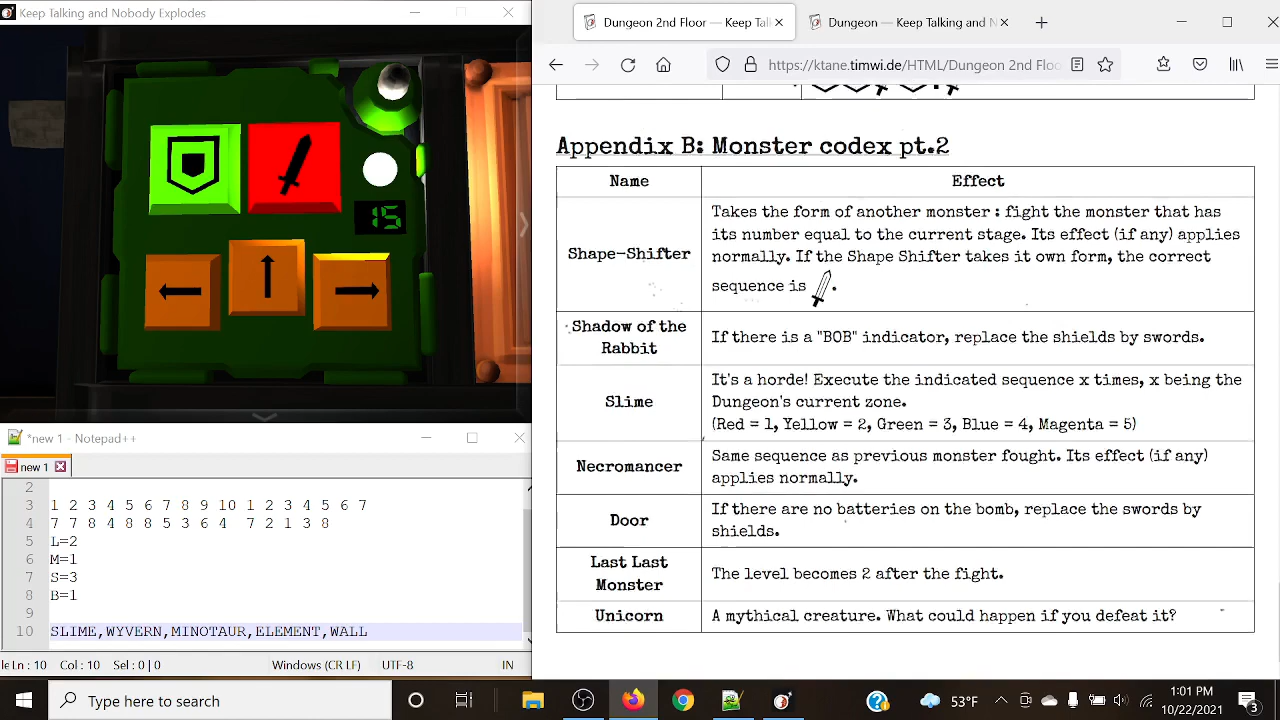 Keep Talking and Nobody Explodes
15
*new 1 - Notepad++
new 1
2
3 1 2 3 4 5 6 7 8 9 10 1 2 3 4 5 6 7
4 7 7 8 4 8 8 5 3 6 4 7 2 1 3 8
5 L=2
6 M=1
7 S=3
8 B=1
9
10 SLIME,WYVERN,MINOTAUR,ELEMENT,WALL
le Ln : 10 Col : 10 Sel : 0 | 0 Windows (CR LF) UTF-8 IN
Dungeon 2nd Floor — Keep Talk
Dungeon — Keep Talking and N
https://ktane.timwi.de/HTML/Dungeon 2nd Floo
Appendix B: Monster codex pt.2
Name Effect
Shape-Shifter
Takes the form of another monster : fight the monster that has
its number equal to the current stage. Its effect (if any) applies
normally. If the Shape Shifter takes it own form, the correct
sequence is .
Shadow of the
Rabbit
If there is a "BOB" indicator, replace the shields by swords.
Slime
It's a horde! Execute the indicated sequence x times, x being the
Dungeon's current zone.
(Red = 1, Yellow = 2, Green = 3, Blue = 4, Magenta = 5)
Necromancer
Same sequence as previous monster fought. Its effect (if any)
applies normally.
Door
If there are no batteries on the bomb, replace the swords by
shields.
Last Last
Monster
The level becomes 2 after the fight.
Unicorn
A mythical creature. What could happen if you defeat it?
Type here to search
53°F
1:01 PM
10/22/2021
3